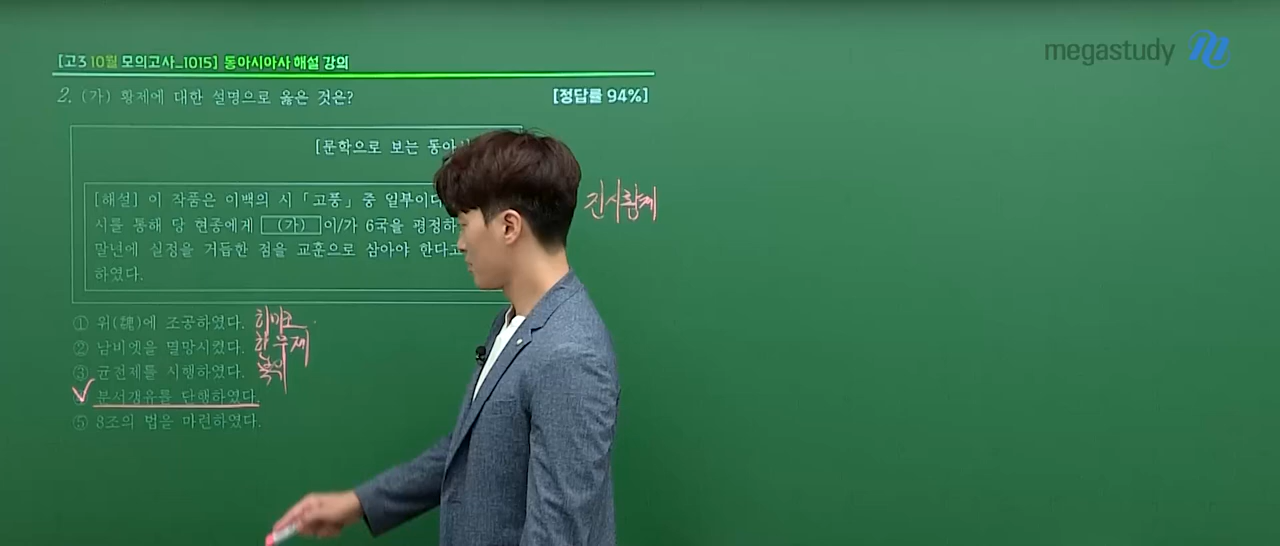 megastudy
[고3 10월 모의고사_1015] 동아시아사 해설 강의
2. (가) 황제에 대한 설명으로 옳은 것은?
[정답률 94%]
[문학으로 보는 동아시
[해설] 이 작품은 이백의 시 「고풍」 중 일부이다
진시황제
시를 통해 당 현종에게 (가) 이/가 6국을 평정하
말년에 실정을 거듭한 점을 교훈으로 삼아야 한다고
하였다.
① 위(魏)에 조공하였다. 히미코
② 남비엣을 멸망시켰다. 한 무제
③ 균전제를 시행하였다. 북위
분서갱유를 단행하였다.
⑤ 8조의 법을 마련하였다.